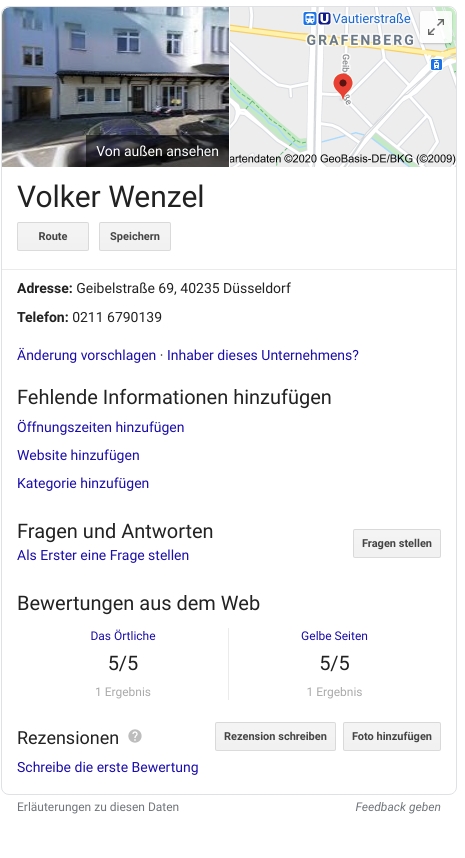 Vautierstraße
GRAFENBERG
Von außen ansehen
artendaten ©2020 GeoBasis-DE/BKG (©2009)
Volker Wenzel
Route
Speichern
Adresse: Geibelstraße 69, 40235 Düsseldorf
Telefon: 0211 6790139
Änderung vorschlagen · Inhaber dieses Unternehmens?
Fehlende Informationen hinzufügen
Öffnungszeiten hinzufügen
Website hinzufügen
Kategorie hinzufügen
Fragen und Antworten
Als Erster eine Frage stellen
Fragen stellen
Bewertungen aus dem Web
Das Örtliche
5/5
1 Ergebnis
Gelbe Seiten
5/5
1 Ergebnis
Rezensionen
Rezension schreiben
Foto hinzufügen
Schreibe die erste Bewertung
Erläuterungen zu diesen Daten
Feedback geben